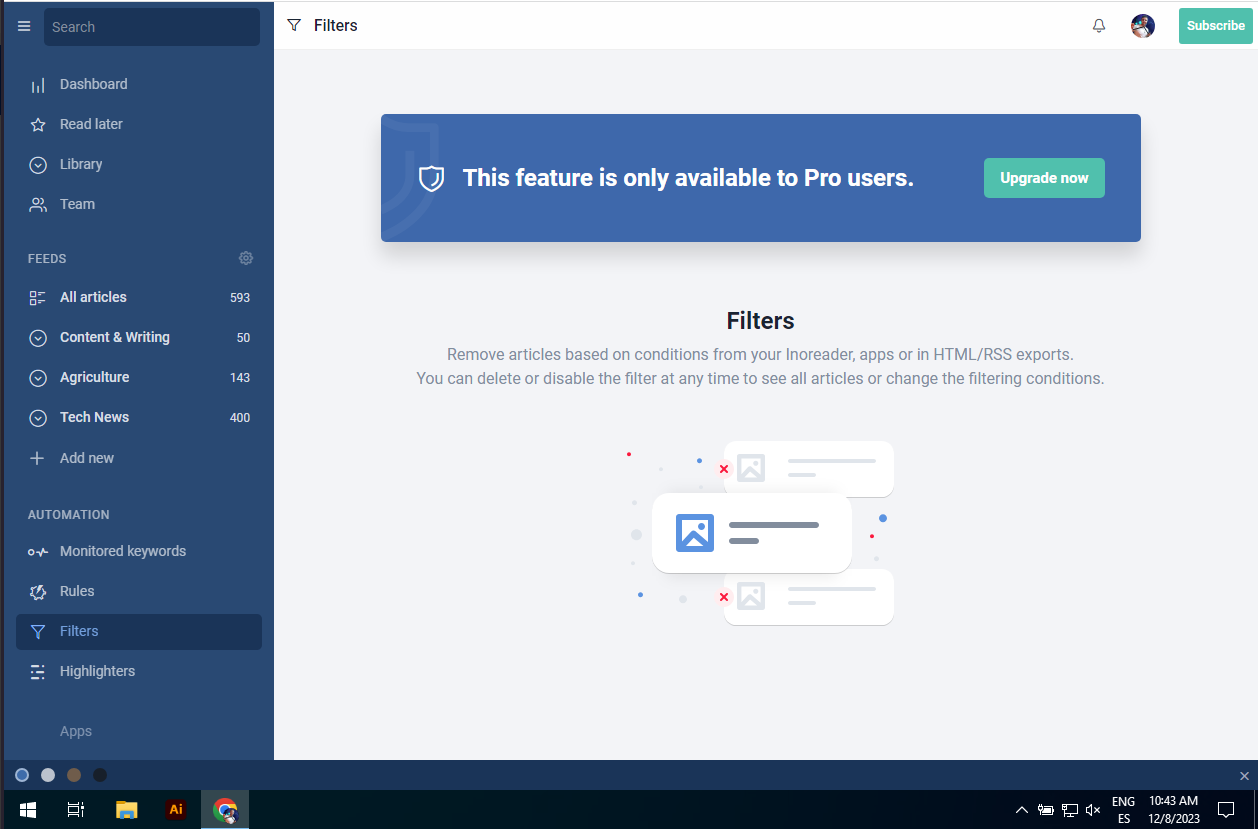 Search
Dashboard
Read later
Library
Team
FEEDS
All articles 593
Content & Writing 50
Agriculture 143
Tech News 400
Add new
AUTOMATION
Monitored keywords
Rules
Filters
Highlighters
Apps
Filters
Subscribe
This feature is only available to Pro users.
Upgrade now
Filters
Remove articles based on conditions from your Inoreader, apps or in HTML/RSS exports.
You can delete or disable the filter at any time to see all articles or change the filtering conditions.
Ai
ENG
ES
10:43 AM
12/8/2023